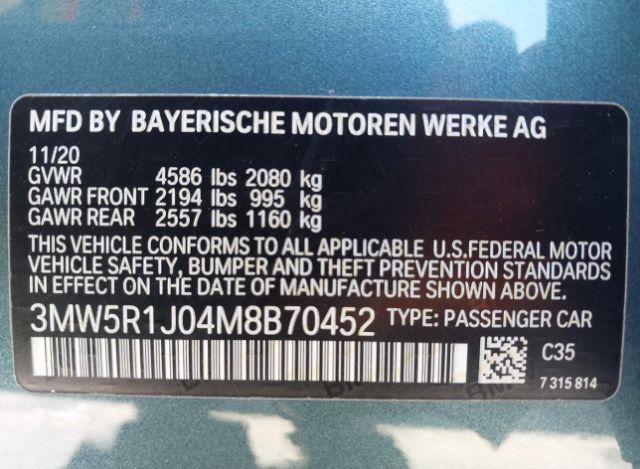 MFD BY BAYERISCHE MOTOREN WERKE AG
11/20
GVWR 4586 lbs 2080 kg
GAWR FRONT 2194 lbs 995 kg
GAWR REAR 2557 lbs 1160 kg
THIS VEHICLE CONFORMS TO ALL APPLICABLE U.S.FEDERAL MOTOR
VEHICLE SAFETY, BUMPER AND THEFT PREVENTION STANDARDS
IN EFFECT ON THE DATE OF MANUFACTURE SHOWN ABOVE.
3MW5R1J04M8B70452 TYPE: PASSENGER CAR
C35
7 315 814